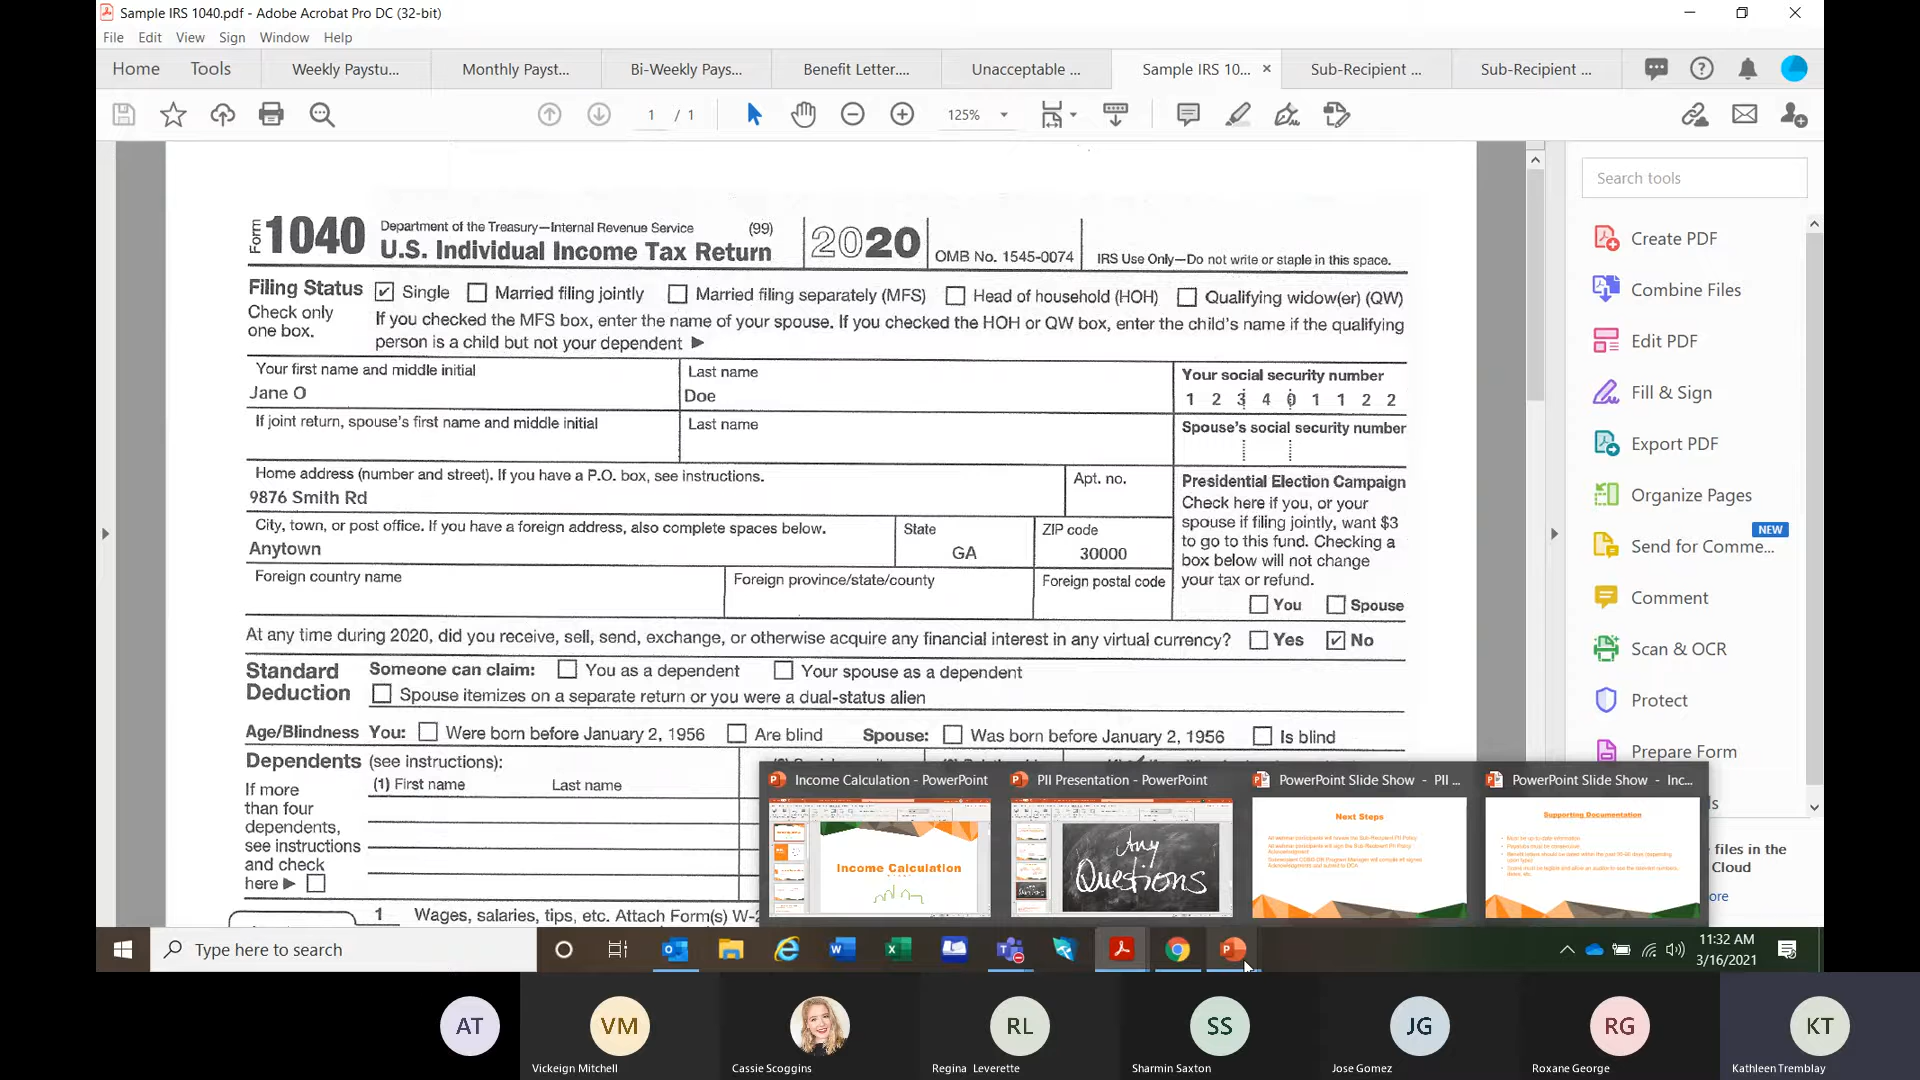 Sample IRS 1040.pdf - Adobe Acrobat Pro DC (32-bit)
File Edit View Sign Window Help
Home Tools Weekly Paystu... Monthly Payst... Bi-Weekly Pays... Benefit Letter.... Unacceptable ... Sample IRS 10... Sub-Recipient ... Sub-Recipient ...
1 / 1 125%
Search tools
Create PDF
Combine Files
Edit PDF
Fill & Sign
Export PDF
Organize Pages
NEW
Send for Comme...
Comment
Scan & OCR
Protect
Prepare Form
files in the
Cloud
Form 1040 Department of the Treasury—Internal Revenue Service (99)
U.S. Individual Income Tax Return 2020 OMB No. 1545-0074 IRS Use Only—Do not write or staple in this space.
Filing Status Single Married filing jointly Married filing separately (MFS) Head of household (HOH) Qualifying widow(er) (QW)
Check only
one box.
If you checked the MFS box, enter the name of your spouse. If you checked the HOH or QW box, enter the child's name if the qualifying
person is a child but not your dependent ▶
Your first name and middle initial Last name Your social security number
Jane O Doe 1 2 3 4 0 1 1 2 2
If joint return, spouse's first name and middle initial Last name Spouse's social security number
Home address (number and street). If you have a P.O. box, see instructions. Apt. no.
9876 Smith Rd
City, town, or post office. If you have a foreign address, also complete spaces below. State ZIP code
Anytown GA 30000
Foreign country name Foreign province/state/county Foreign postal code
Presidential Election Campaign
Check here if you, or your
spouse if filing jointly, want $3
to go to this fund. Checking a
box below will not change
your tax or refund.
You Spouse
At any time during 2020, did you receive, sell, send, exchange, or otherwise acquire any financial interest in any virtual currency? Yes No
Standard
Deduction
Someone can claim: You as a dependent Your spouse as a dependent
Spouse itemizes on a separate return or you were a dual-status alien
Age/Blindness You: Were born before January 2, 1956 Are blind Spouse: Was born before January 2, 1956 Is blind
Dependents (see instructions):
(1) First name Last name
If more
than four
dependents,
see instructions
and check
here ▶
1 Wages, salaries, tips, etc. Attach Form(s) W-2
Income Calculation - PowerPoint
Income Calculation
PII Presentation - PowerPoint
Any
Questions
PowerPoint Slide Show - PII ...
Next Steps
PowerPoint Slide Show - Inc...
Supporting Documentation
Type here to search
11:32 AM
3/16/2021
AT
VM
Vickeign Mitchell
Cassie Scoggins
RL
Regina Leverette
SS
Sharmin Saxton
JG
Jose Gomez
RG
Roxane George
KT
Kathleen Tremblay